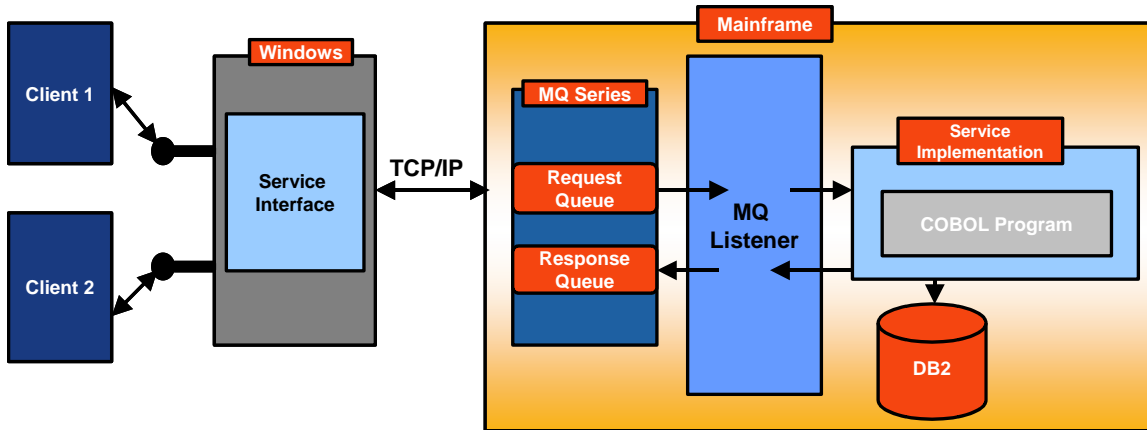 Mainframe
Windows
Client 1
MQ Series
Service
Implementation
TCP/IP
Service
Interface
Request
Queue
MQ
Listener
COBOL Program
Response
Queue
Client 2
DB2